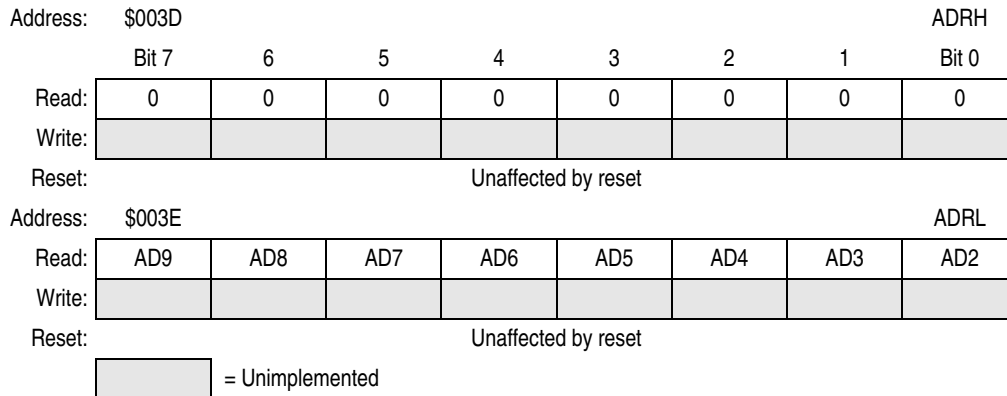 Address: $003D ADRH
Bit 7 6 5 4 3 2 1 Bit 0
Read: 0 0 0 0 0 0 0 0
Write:
Reset: Unaffected by reset
Address: $003E ADRL
Read: AD9 AD8 AD7 AD6 AD5 AD4 AD3 AD2
Write:
Reset: Unaffected by reset
= Unimplemented